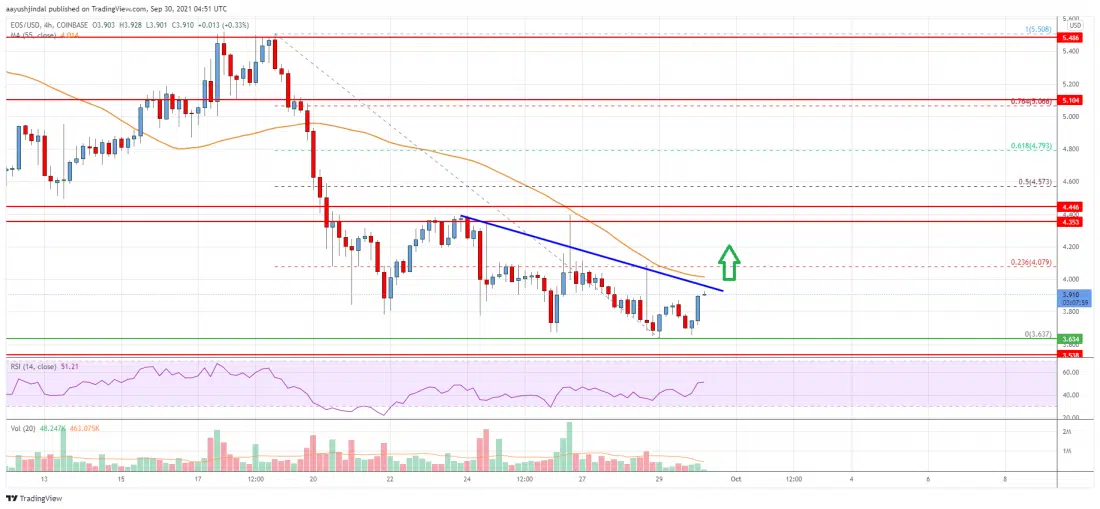 aayushjindal published on TradingView.com, Sep 30, 2021 04:51 UTC
EOS/USD, 4h, COINBASE O3.903 H3.928 L3.901 C3.910 +0.013 (+0.33%)
MA (55, close) 4.014
USD
5.600
1(5.508)
5.486
5.400
5.200
5.104
0.764(5.066)
5.000
4.800
0.618(4.793)
4.600
0.5(4.573)
4.446
4.400
4.353
4.200
0.236(4.079)
4.000
3.910
03:07:59
3.800
0(3.637)
3.634
3.600
3.538
RSI (14, close) 51.21
60.00
40.00
20.00
Vol (20) 48.247K 463.075K
2M
1M
13 15 17 12:00 20 22 24 12:00 27 29 Oct 12:00 4 6 8
TradingView